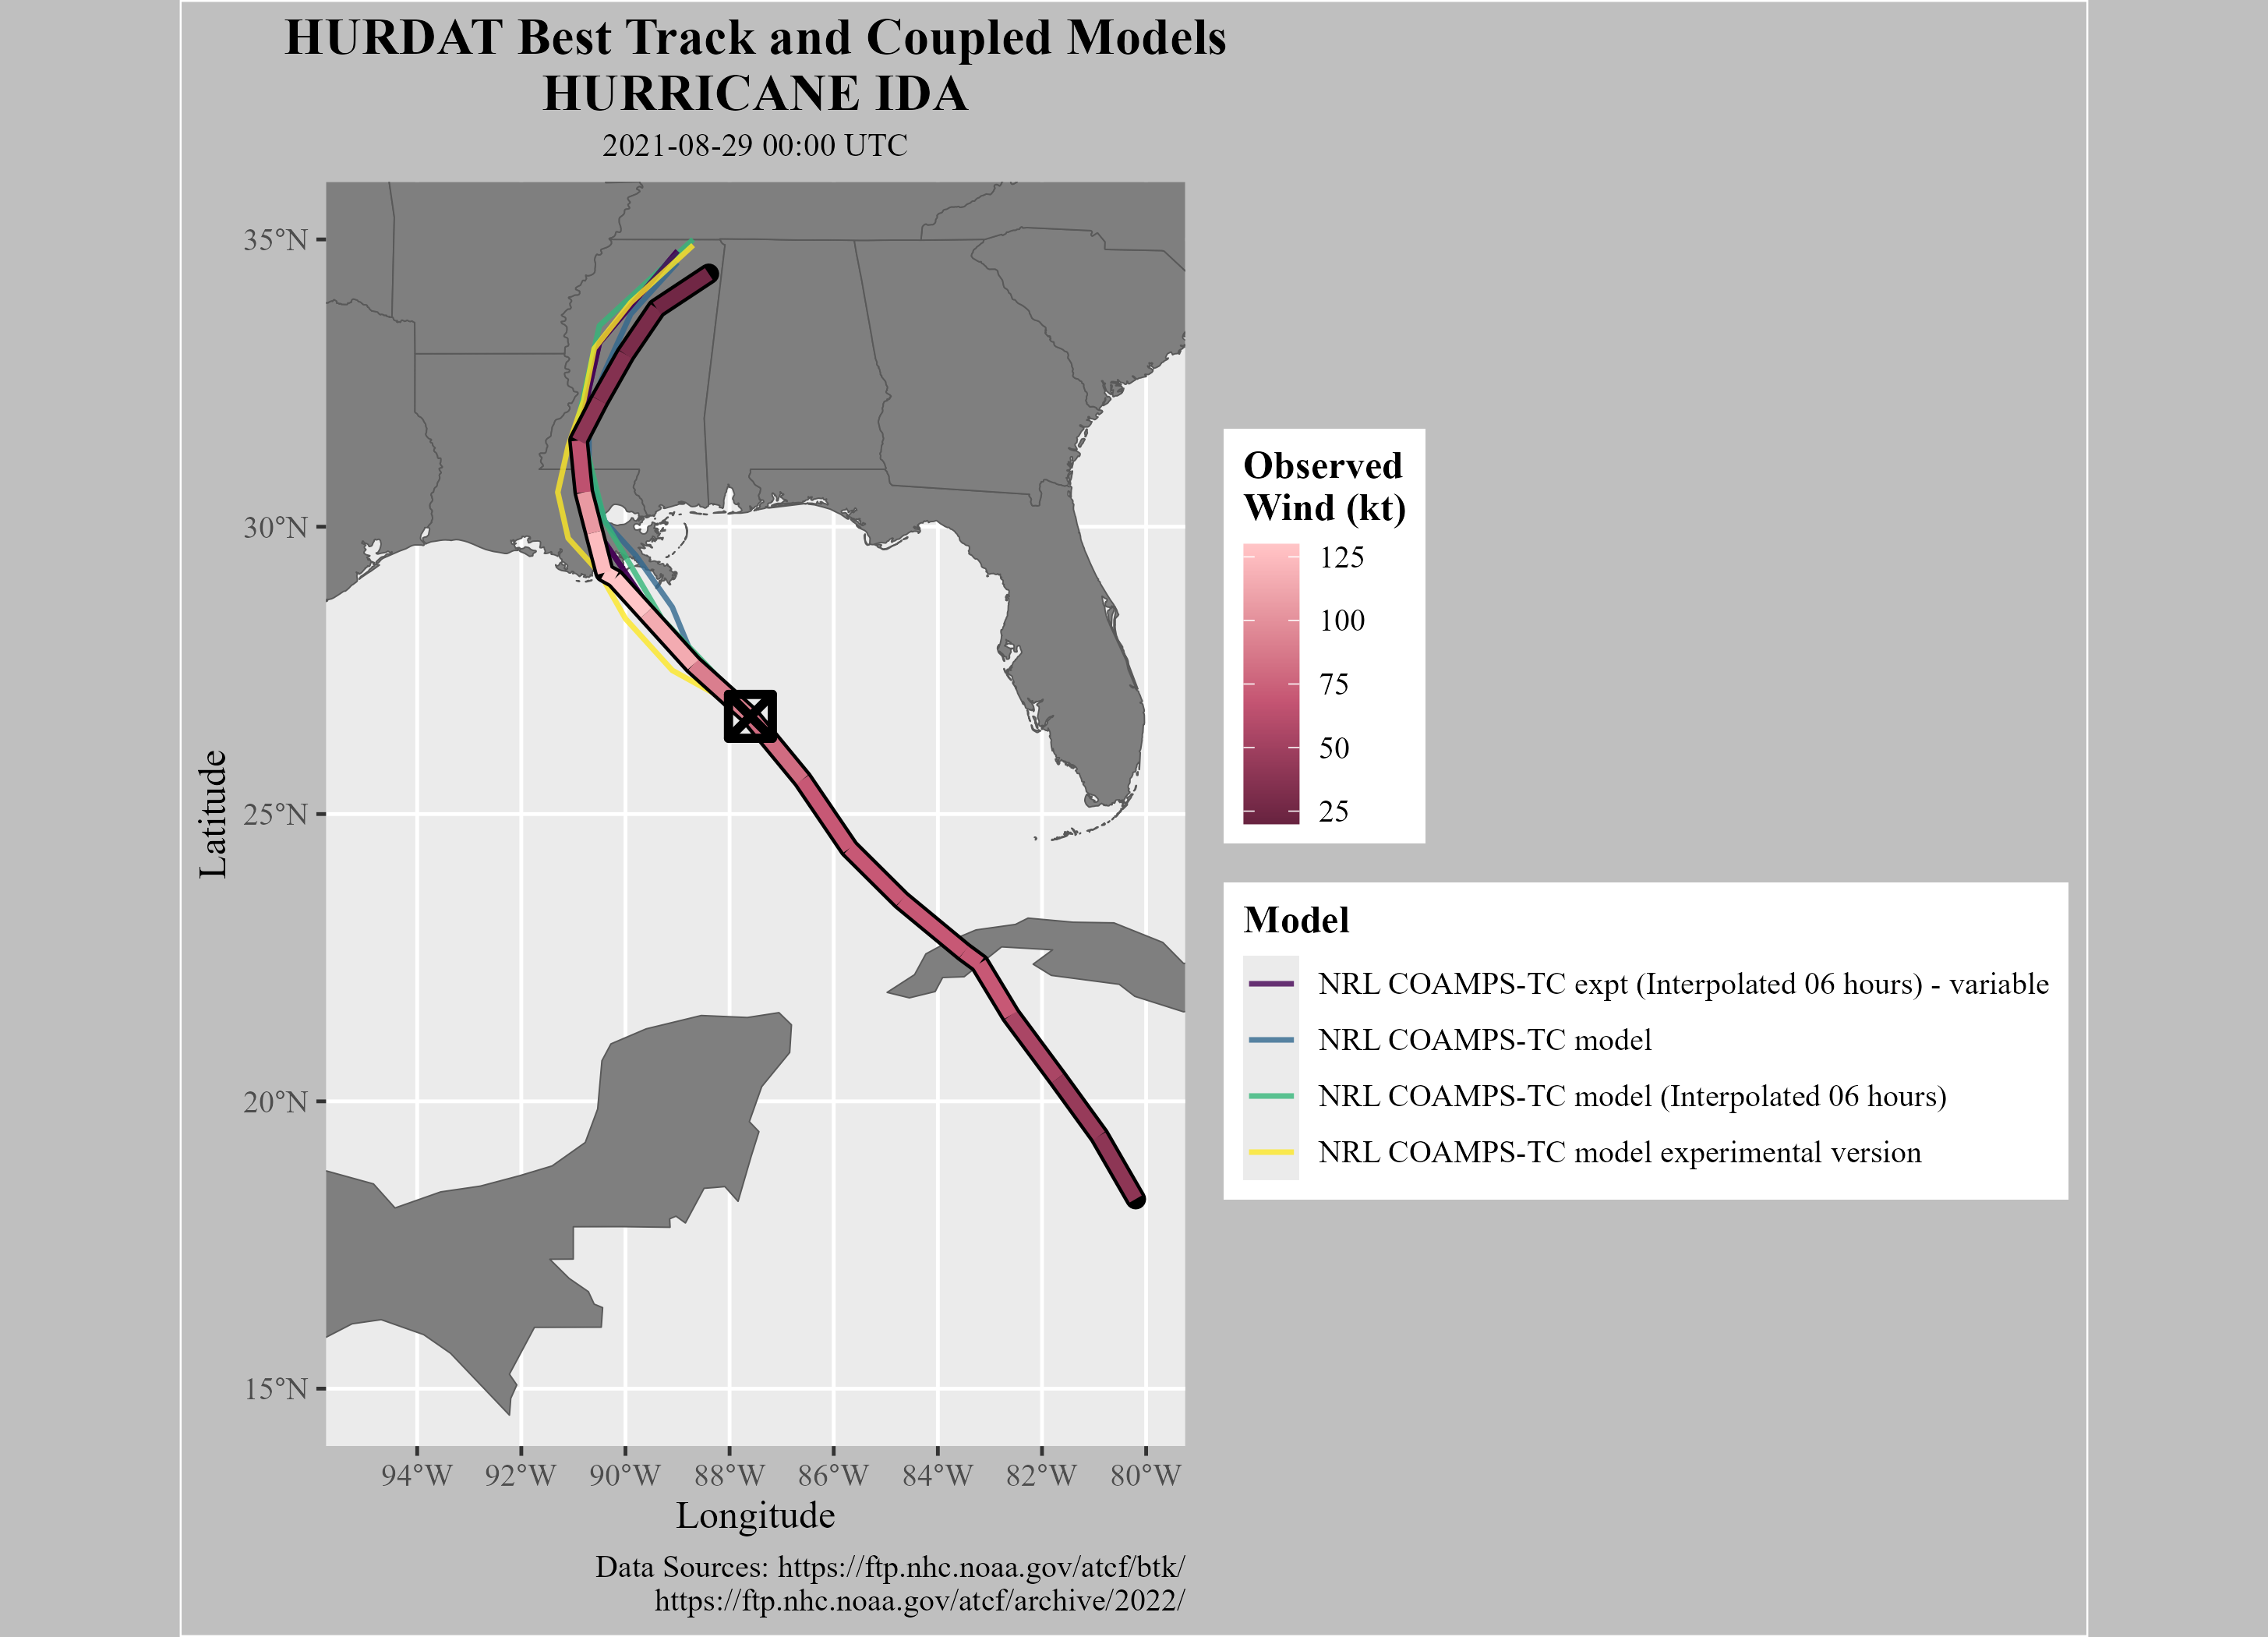 HURDAT Best Track and Coupled Models
HURRICANE IDA
2021-08-29 00:00 UTC
35°N
30°N
25°N
20°N
15°N
Latitude
94°W
92°W
90°W
88°W
86°W
84°W
82°W
80°W
Longitude
Observed
Wind (kt)
125
100
75
50
25
Model
NRL COAMPS-TC expt (Interpolated 06 hours) - variable
NRL COAMPS-TC model
NRL COAMPS-TC model (Interpolated 06 hours)
NRL COAMPS-TC model experimental version
Data Sources: https://ftp.nhc.noaa.gov/atcf/btk/
https://ftp.nhc.noaa.gov/atcf/archive/2022/